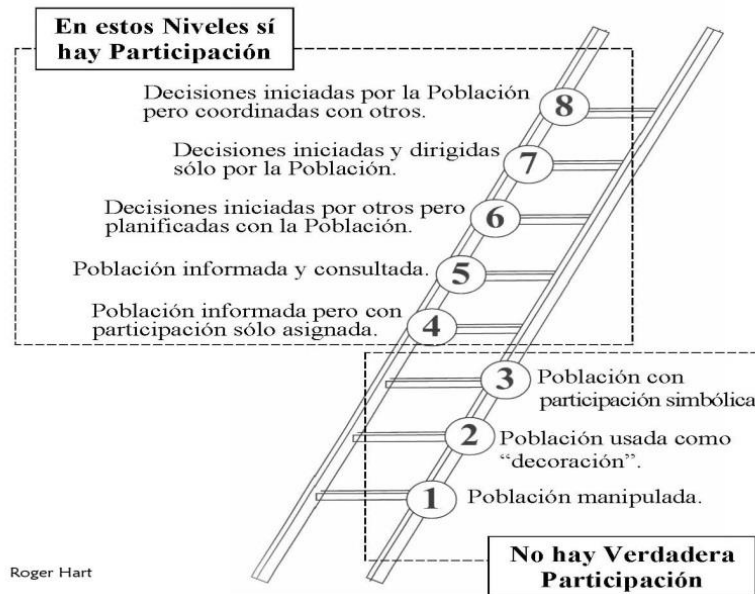 En estos Niveles sí
hay Participación
Decisiones iniciadas por la Población
pero coordinadas con otros.
8
Decisiones iniciadas y dirigidas
sólo por la Población.
7
Decisiones iniciadas por otros pero
planificadas con la Población.
6
Población informada y consultada.
5
Población informada pero con
participación sólo asignada.
4
3
Población con
participación simbólica
2
Población usada como
“decoración”.
1
Población manipulada.
No hay Verdadera
Participación
Roger Hart